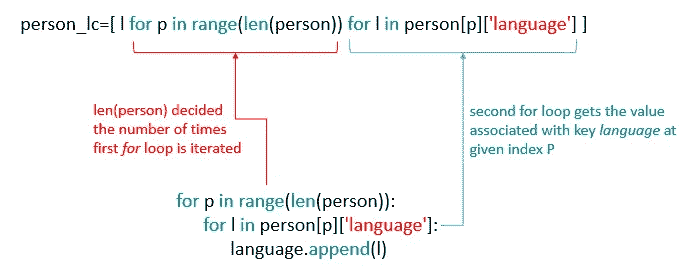 person_lc=[ l for p in range(len(person)) for l in person[p]['language'] ]
len(person) decided
the number of times
first for loop is iterated
second for loop gets the value
associated with key language at
given index P
for p in range(len(person)):
for l in person[p]['language']:
language.append(l)